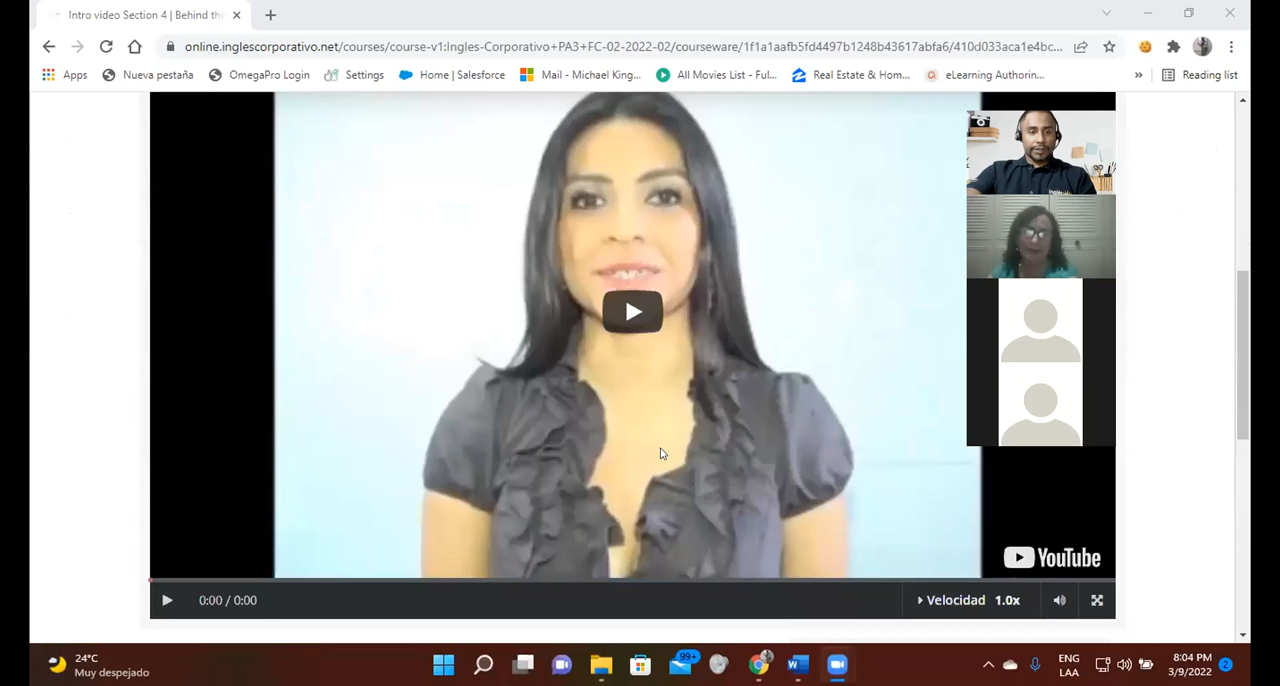 Intro video Section 4 | Behind th
online.inglescorporativo.net/courses/course-v1:Ingles-Corporativo+PA3+FC-02-2022-02/courseware/1f1a1aafb5fd4497b1248b43617abfa6/410d033aca1e4bc...
Apps Nueva pestaña OmegaPro Login Settings Home | Salesforce Mail - Michael King... All Movies List - Ful... Real Estate & Hom... eLearning Authorin... » Reading list
YouTube
0:00 / 0:00 Velocidad 1.0x
24°C
Muy despejado
99+
ENG
LAA
8:04 PM
3/9/2022
2